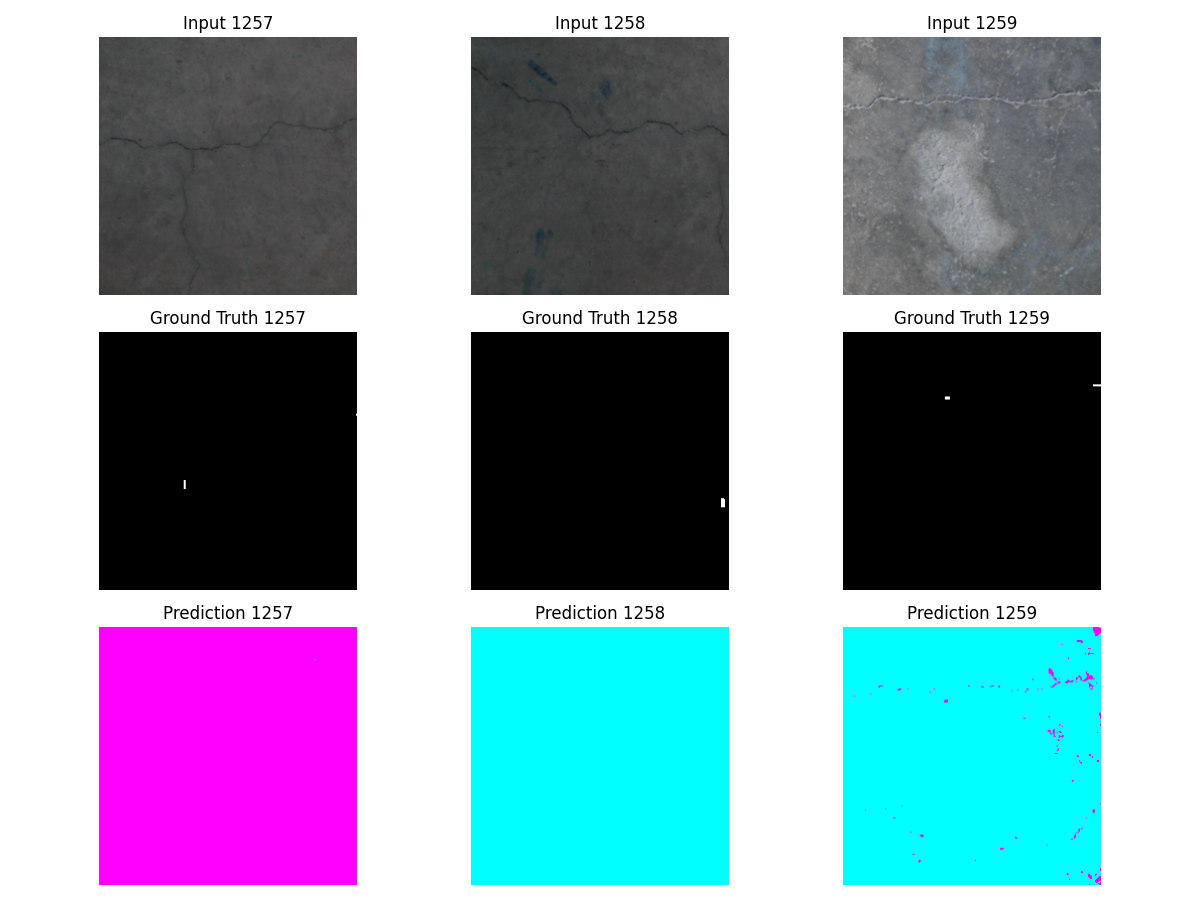 Input 1257
Input 1258
Input 1259
Ground Truth 1257
Ground Truth 1258
Ground Truth 1259
Prediction 1257
Prediction 1258
Prediction 1259